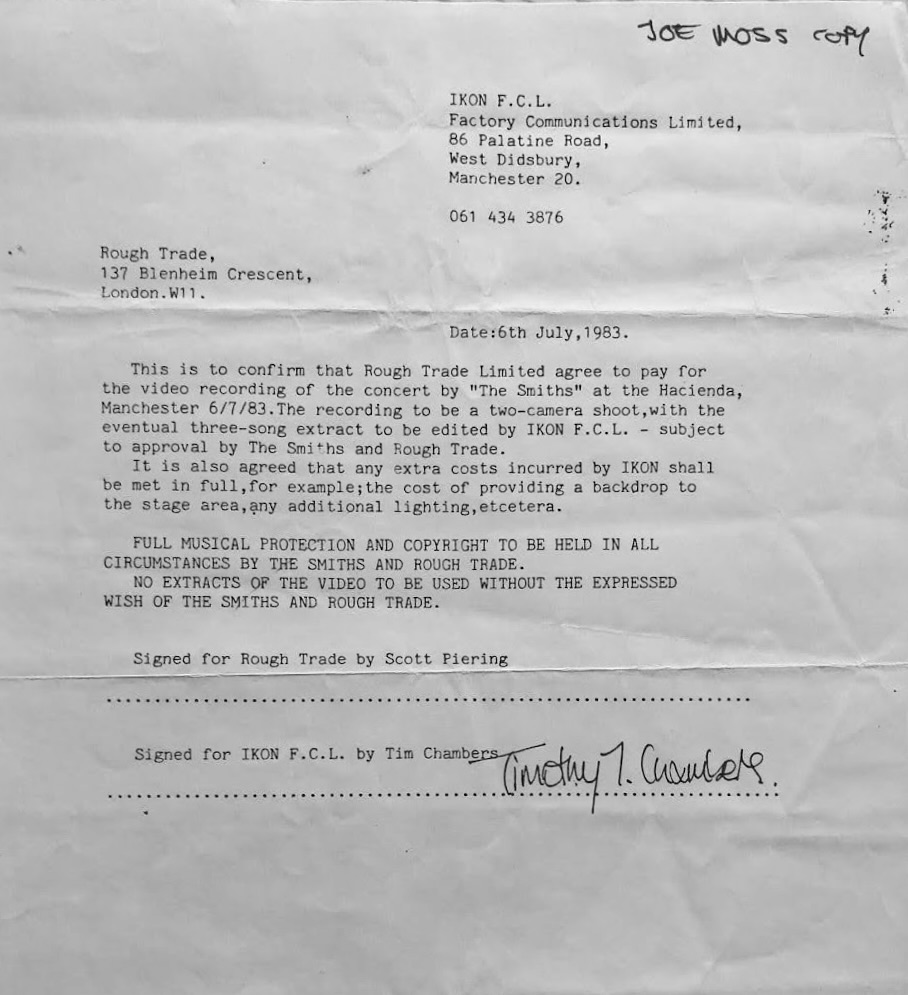 JOE MOSS COPY
IKON F.C.L.
Factory Communications Limited,
86 Palatine Road,
West Didsbury,
Manchester 20.
061 434 3876
Rough Trade,
137 Blenheim Crescent,
London.W11.
Date:6th July,1983.
This is to confirm that Rough Trade Limited agree to pay for
the video recording of the concert by "The Smiths" at the Hacienda,
Manchester 6/7/83.The recording to be a two-camera shoot,with the
eventual three-song extract to be edited by IKON F.C.L. - subject
to approval by The Smiths and Rough Trade.
It is also agreed that any extra costs incurred by IKON shall
be met in full,for example;the cost of providing a backdrop to
the stage area,any additional lighting,etcetera.
FULL MUSICAL PROTECTION AND COPYRIGHT TO BE HELD IN ALL
CIRCUMSTANCES BY THE SMITHS AND ROUGH TRADE.
NO EXTRACTS OF THE VIDEO TO BE USED WITHOUT THE EXPRESSED
WISH OF THE SMITHS AND ROUGH TRADE.
Signed for Rough Trade by Scott Piering
Signed for IKON F.C.L. by Tim Chambers
Timothy J. Chambers.